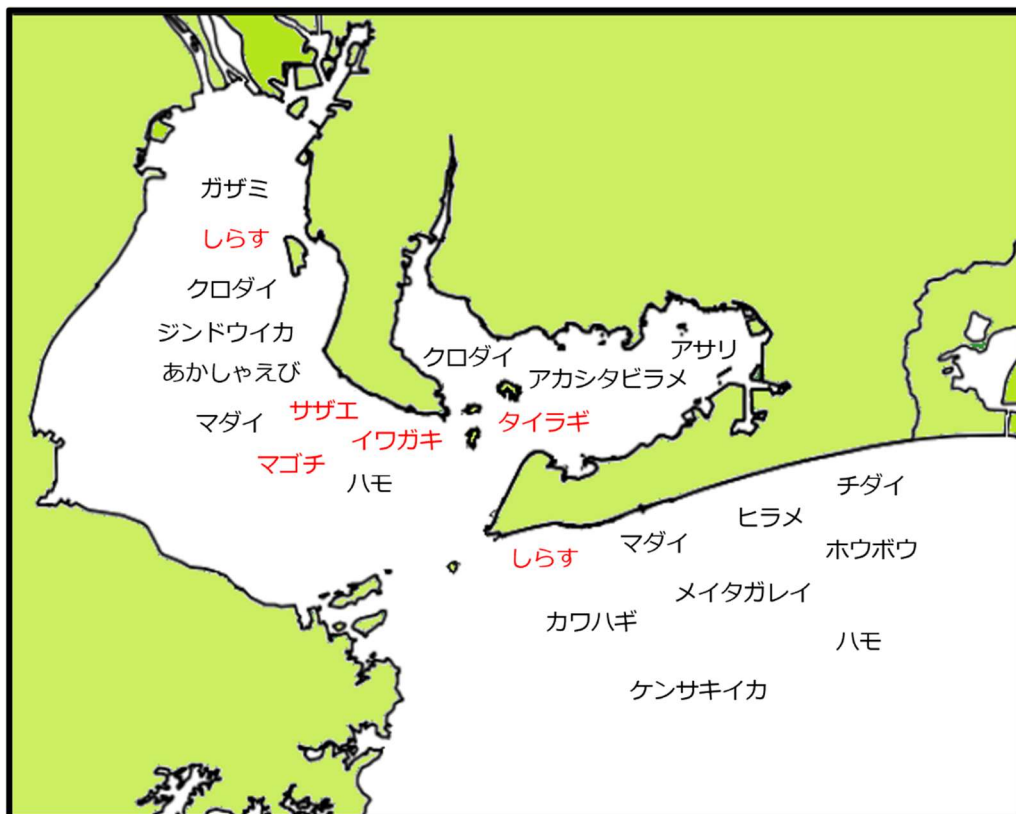 ガザミ
しらす
クロダイ
ジンドウイカ
あかしゃえび
マダイ
サザエ
イワガキ
マゴチ
ハモ
クロダイ
アサリ
アカシタビラメ
タイラギ
チダイ
ヒラメ
マダイ
ホウボウ
しらす
メイタガレイ
カワハギ
ハモ
ケンサキイカ